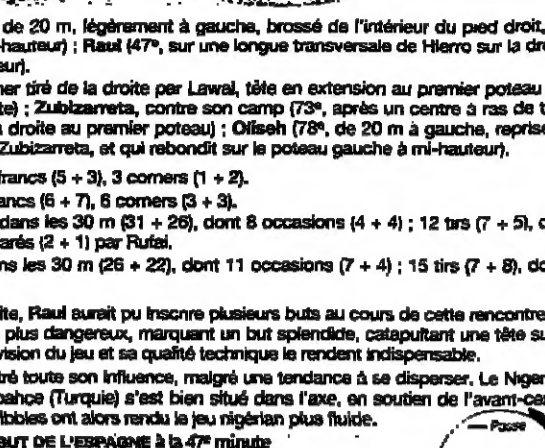 de 20 m, légèrement à gauche, brossé de l'intérieur du pied droit,
-hauteur) ; Raul (47e, sur une longue transversale de Hierro sur la dr
eur).
ner tiré de la droite par Lawal, tête en extension au premier poteau
te) ; Zubizarreta, contre son camp (73e, après un centre à ras de t
droite au premier poteau) ; Oliseh (78e, de 20 m à gauche, reprise
Zubizarreta, et qui rebondit sur le poteau gauche à mi-hauteur).
francs (5 + 3), 3 corners (1 + 2).
ancs (6 + 7), 6 corners (3 + 3).
dans les 30 m (31 + 26), dont 8 occasions (4 + 4) ; 12 tirs (7 + 5), d
arés (2 + 1) par Rufai.
ns les 30 m (26 + 22), dont 11 occasions (7 + 4) ; 15 tirs (7 + 8), do
ite, Raul aurait pu inscrire plusieurs buts au cours de cette rencontre
plus dangereux, marquant un but splendide, catapultant une tête su
vision du jeu et sa qualité technique le rendent indispensable.
tré toute son influence, malgré une tendance à se disperser. Le Niger
bahce (Turquie) s'est bien situé dans l'axe, en soutien de l'avant-ce
ibbles ont alors rendu le jeu nigérian plus fluide.
BUT DE L'ESPAGNE à la 47e minute
Passe